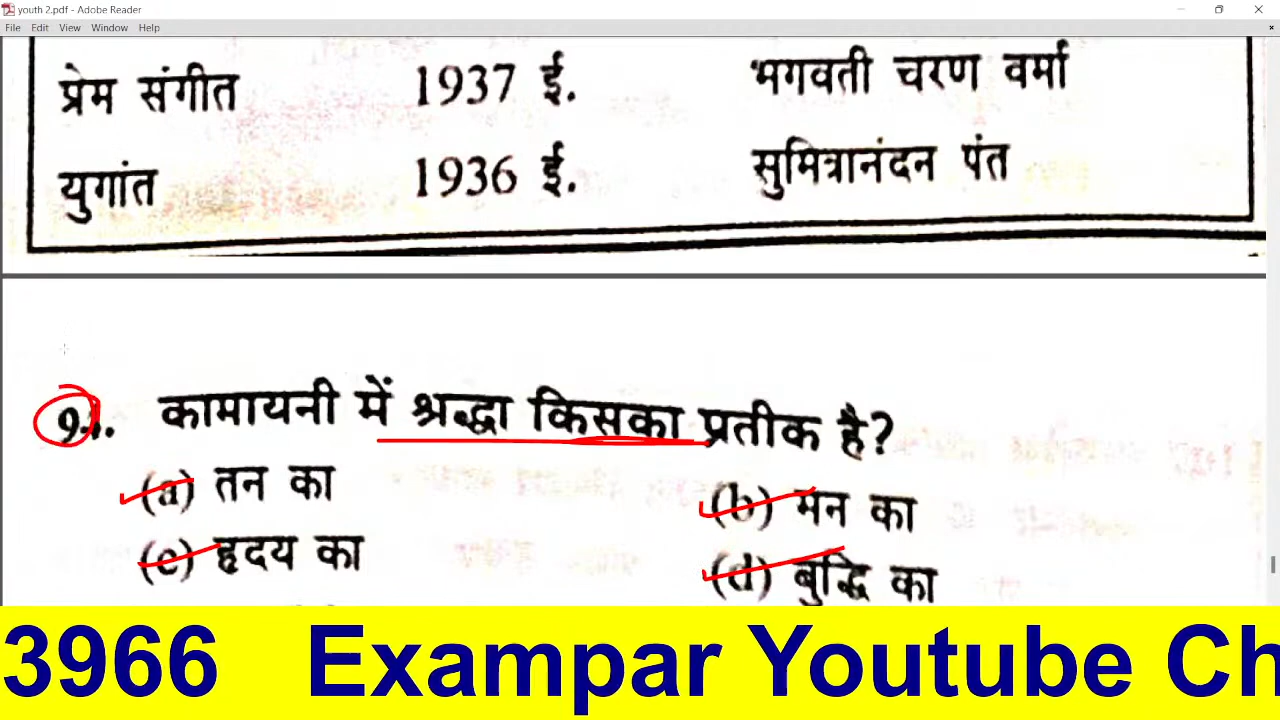 youth 2.pdf - Adobe Reader
File Edit View Window Help
प्रेम संगीत 1937 ई. भगवती चरण वर्मा
युगांत 1936 ई. सुमित्रानंदन पंत
94. कामायनी में श्रद्धा किसका प्रतीक है?
(a) तन का (b) मन का
(c) हृदय का (d) बुद्धि का
3966 Exampar Youtube Ch